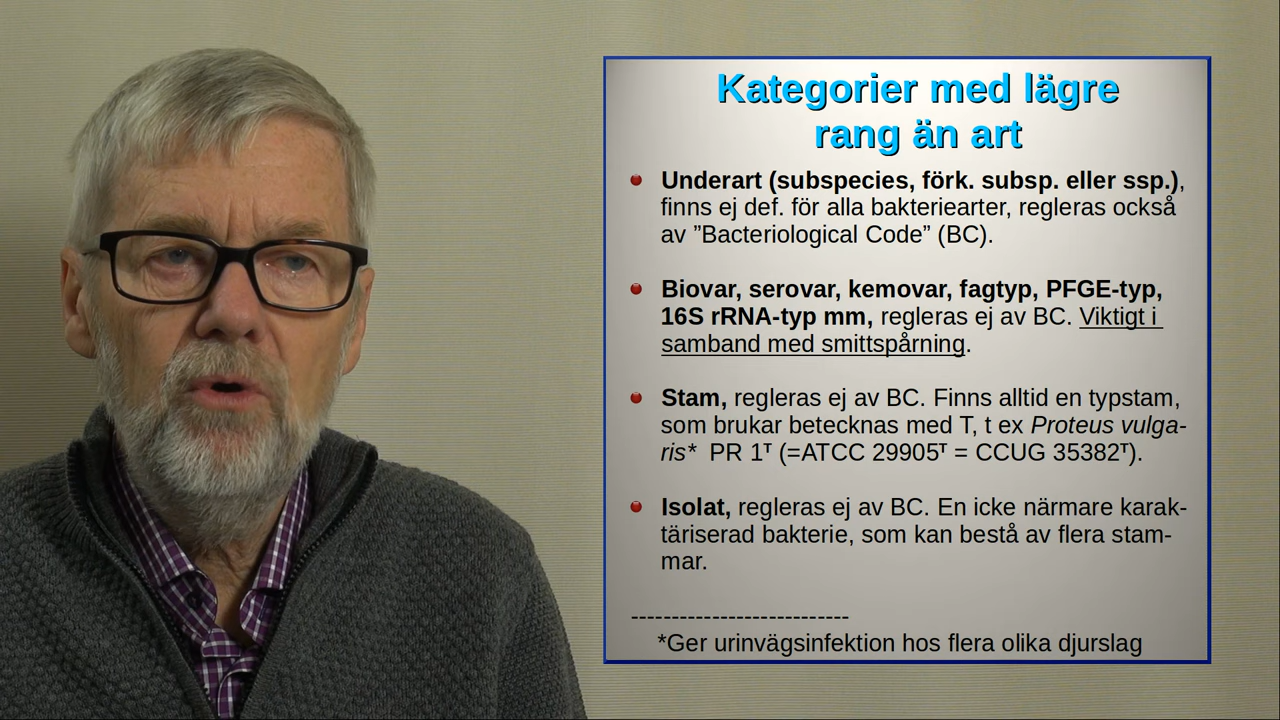 Kategorier med lägre
rang än art
Underart (subspecies, förk. subsp. eller ssp.),
finns ej def. för alla bakteriearter, regleras också
av ”Bacteriological Code” (BC).
Biovar, serovar, kemovar, fagtyp, PFGE-typ,
16S rRNA-typ mm, regleras ej av BC. Viktigt i
samband med smittspårning.
Stam, regleras ej av BC. Finns alltid en typstam,
som brukar betecknas med T, t ex Proteus vulga-
ris* PR 1ᵀ (=ATCC 29905ᵀ = CCUG 35382ᵀ).
Isolat, regleras ej av BC. En icke närmare karak-
täriserad bakterie, som kan bestå av flera stam-
mar.
---------------------------
*Ger urinvägsinfektion hos flera olika djurslag